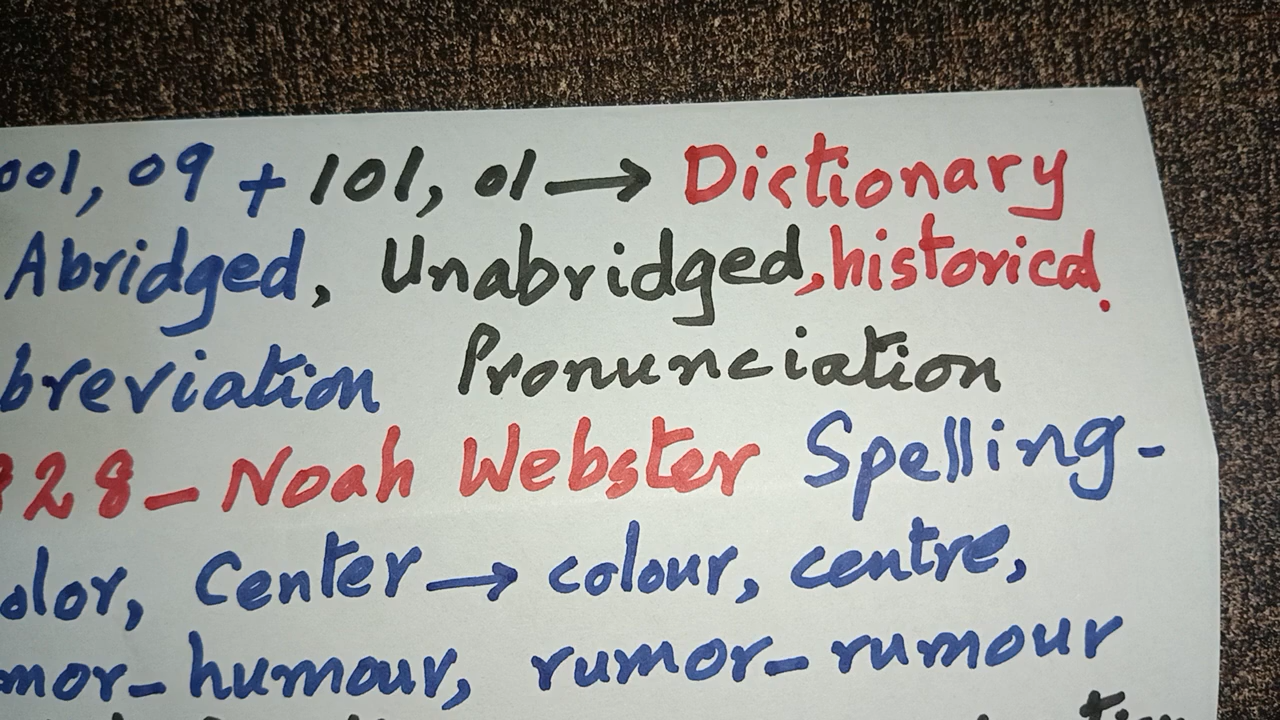 001, 09 + 101, 01 → Dictionary
Abridged, Unabridged, historical.
breviation Pronunciation
828 - Noah Webster Spelling -
olor, Center → colour, centre,
mor - humour, rumor - rumour